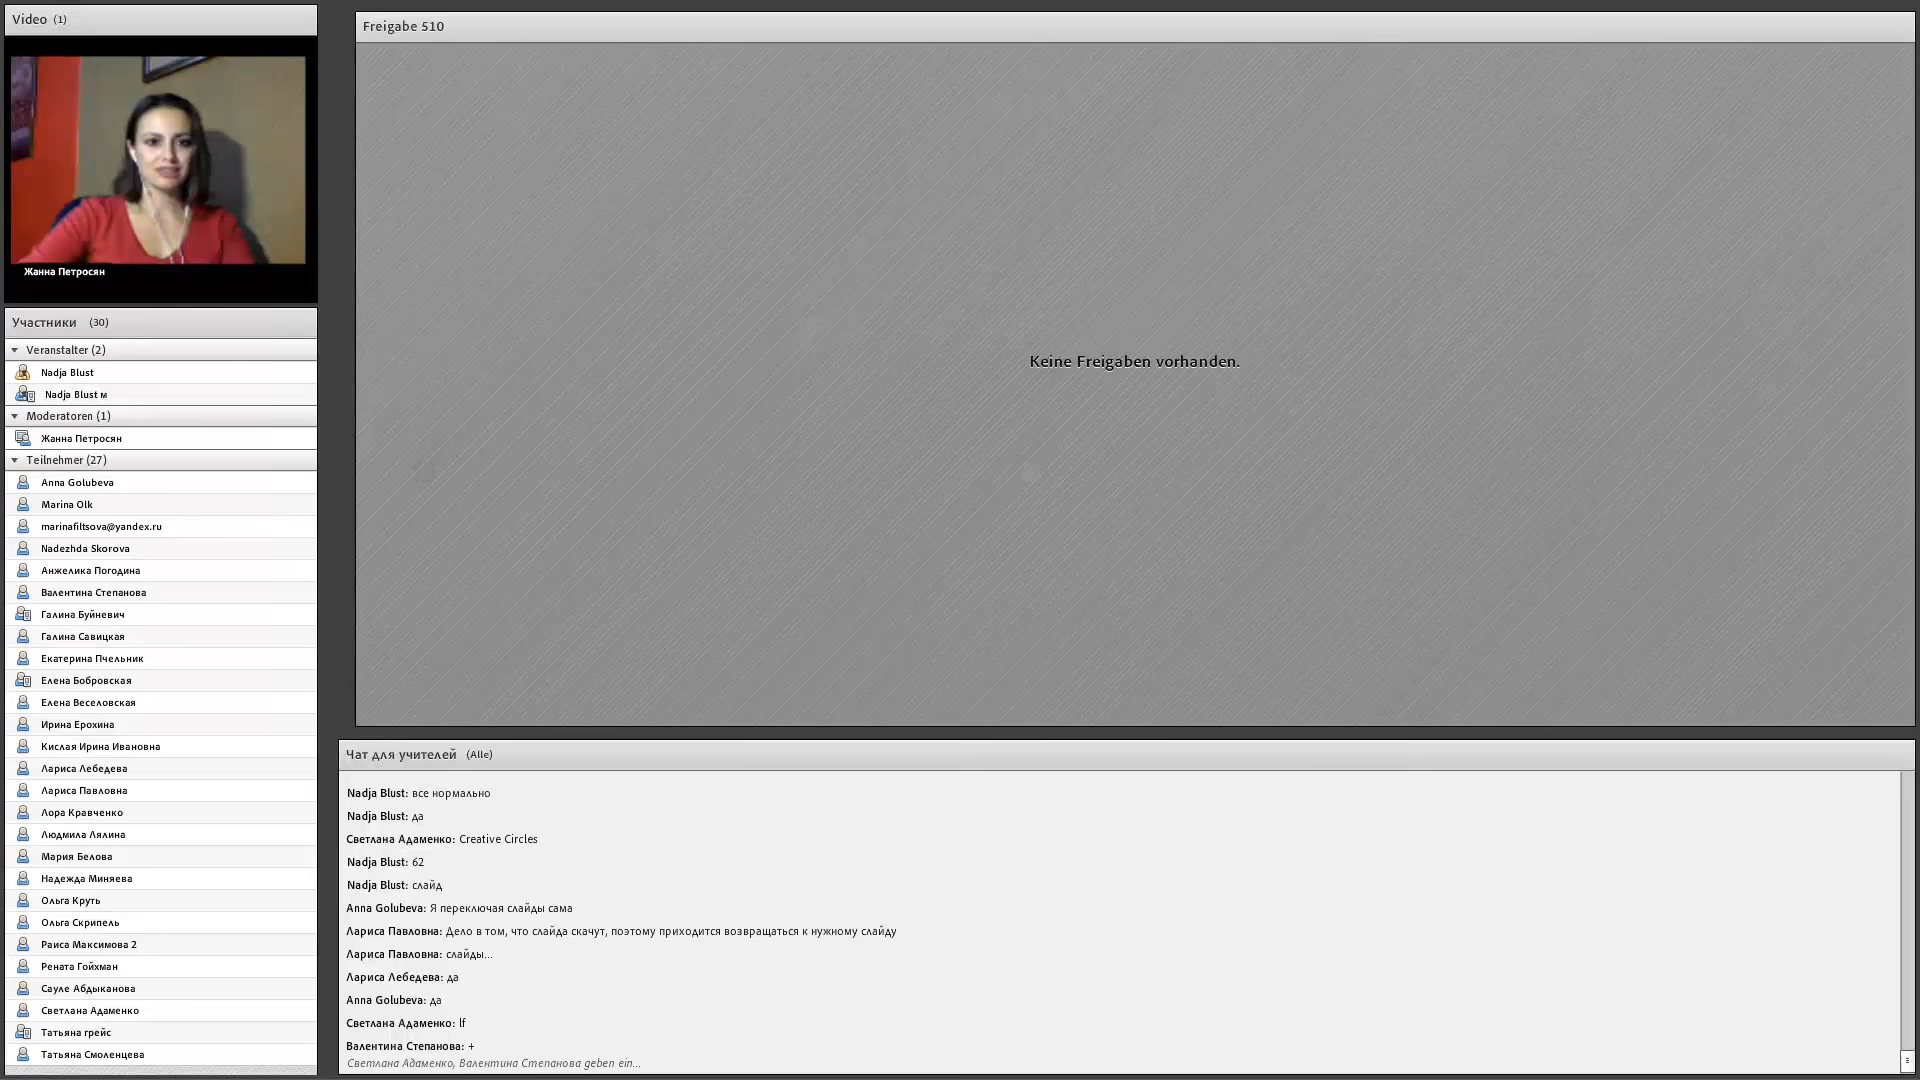 Video (1)
Жанна Петросян
Участники (30)
Veranstalter (2)
Nadja Blust
Nadja Blust м
Moderatoren (1)
Жанна Петросян
Teilnehmer (27)
Anna Golubeva
Marina Olk
marinafiltsova@yandex.ru
Nadezhda Skorova
Анжелика Погодина
Валентина Степанова
Галина Буйневич
Галина Савицкая
Екатерина Пчельник
Елена Бобровская
Елена Веселовская
Ирина Ерохина
Кислая Ирина Ивановна
Лариса Лебедева
Лариса Павловна
Лора Кравченко
Людмила Лялина
Мария Белова
Надежда Миняева
Ольга Круть
Ольга Скрипель
Раиса Максимова 2
Рената Гойхман
Сауле Абдыканова
Светлана Адаменко
Татьяна грейс
Татьяна Смоленцева
Freigabe 510
Keine Freigaben vorhanden.
Чат для учителей (Alle)
Nadja Blust: все нормально
Nadja Blust: да
Светлана Адаменко: Creative Circles
Nadja Blust: 62
Nadja Blust: слайд
Anna Golubeva: Я переключая слайды сама
Лариса Павловна: Дело в том, что слайда скачут, поэтому приходится возвращаться к нужному слайду
Лариса Павловна: слайды...
Лариса Лебедева: да
Anna Golubeva: да
Светлана Адаменко: lf
Валентина Степанова: +
Светлана Адаменко, Валентина Степанова geben ein...